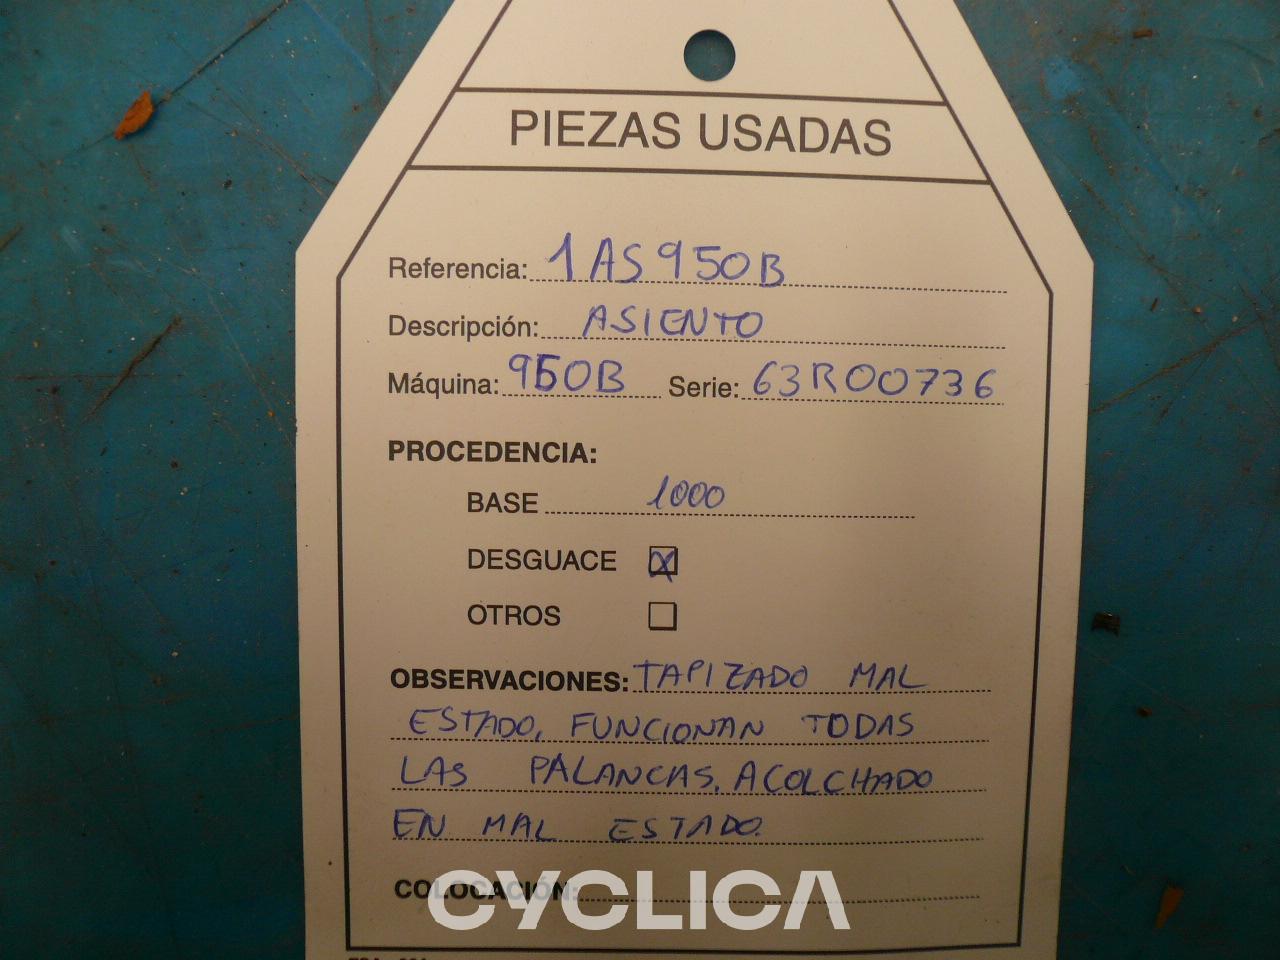 PIEZAS USADAS
Referencia: 1AS950B
Descripción: ASIENTO
Máquina: 950B Serie: 63R00736
PROCEDENCIA:
BASE 1000
DESGUACE X
OTROS
OBSERVACIONES: TAPIZADO MAL
ESTADO, FUNCIONAN TODAS
LAS PALANCAS. ACOLCHADO
EN MAL ESTADO.
COLOCACIÓN:
CYCLICA